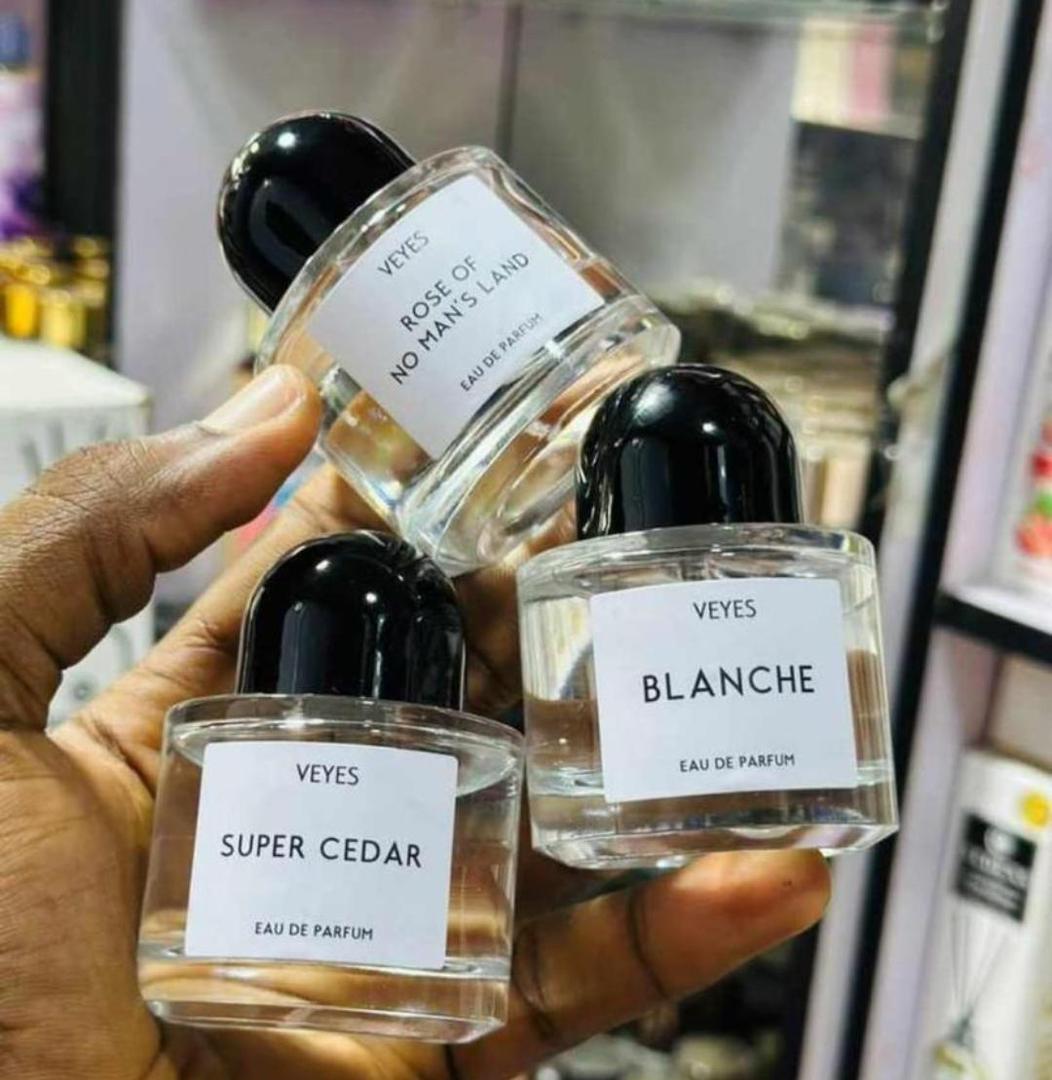 VEYES
ROSE OF
NO MAN'S LAND
EAU DE PARFUM
VEYES
BLANCHE
EAU DE PARFUM
VEYES
SUPER CEDAR
EAU DE PARFUM